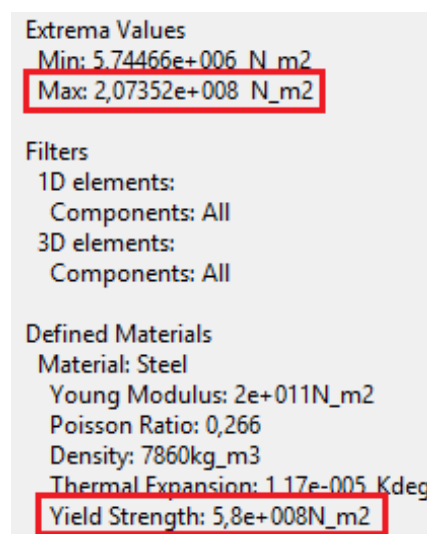 Extrema Values
Min: 5,74466e+006 N_m2
Max: 2,07352e+008 N_m2
Filters
1D elements:
Components: All
3D elements:
Components: All
Defined Materials
Material: Steel
Young Modulus: 2e+011N_m2
Poisson Ratio: 0,266
Density: 7860kg_m3
Thermal Expansion: 1,17e-005_Kdeg
Yield Strength: 5,8e+008N_m2